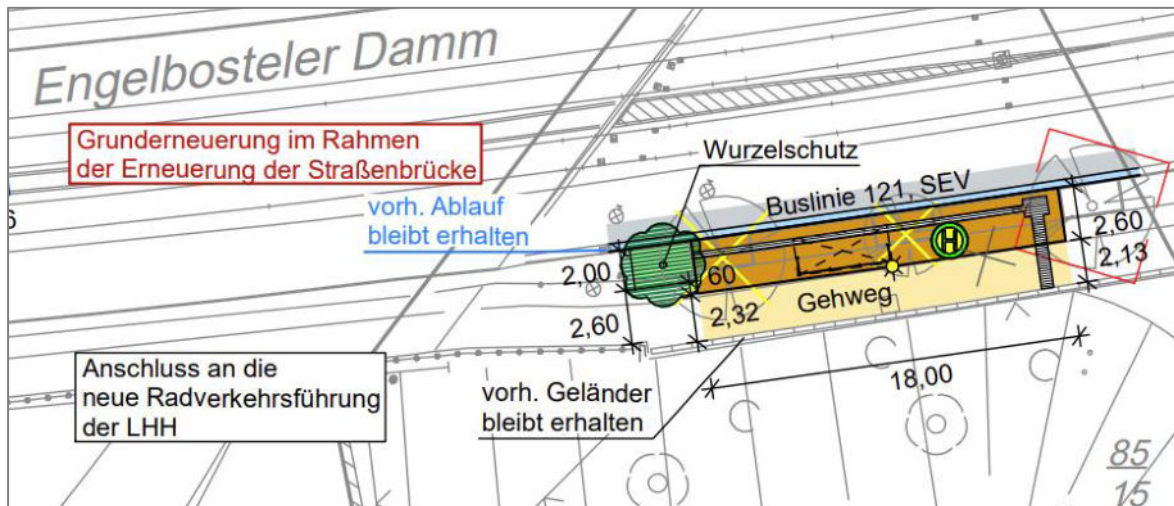 Engelbosteler Damm
Grunderneuerung im Rahmen
der Erneuerung der Straßenbrücke
Wurzelschutz
vorh. Ablauf
bleibt erhalten
Buslinie 121, SEV
H
2,60
2,13
2,00
60
Gehweg
2,32
2,60
18,00
Anschluss an die
neue Radverkehrsführung
der LHH
vorh. Geländer
bleibt erhalten
85
15